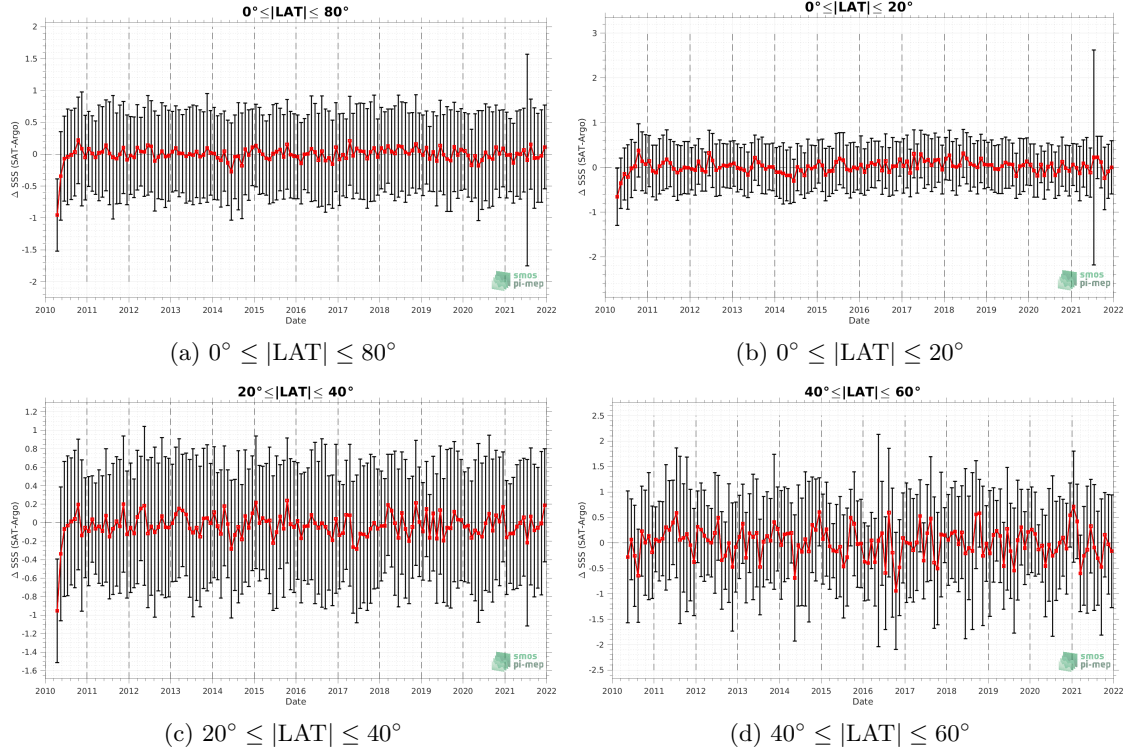 0°≤|LAT|≤ 80°
2
1.5
1
0.5
0
-0.5
-1
-1.5
-2
Δ SSS (SAT-Argo)
2010 2011 2012 2013 2014 2015 2016 2017 2018 2019 2020 2021 2022
Date
smos
pi-mep
(a) 0° ≤ |LAT| ≤ 80°
0°≤|LAT|≤ 20°
3
2
1
0
-1
-2
Δ SSS (SAT-Argo)
2010 2011 2012 2013 2014 2015 2016 2017 2018 2019 2020 2021 2022
Date
smos
pi-mep
(b) 0° ≤ |LAT| ≤ 20°
20°≤|LAT|≤ 40°
1.2
1
0.8
0.6
0.4
0.2
0
-0.2
-0.4
-0.6
-0.8
-1
-1.2
-1.4
-1.6
Δ SSS (SAT-Argo)
2010 2011 2012 2013 2014 2015 2016 2017 2018 2019 2020 2021 2022
Date
smos
pi-mep
(c) 20° ≤ |LAT| ≤ 40°
40°≤|LAT|≤ 60°
2.5
2
1.5
1
0.5
0
-0.5
-1
-1.5
-2
-2.5
Δ SSS (SAT-Argo)
2010 2011 2012 2013 2014 2015 2016 2017 2018 2019 2020 2021 2022
Date
smos
pi-mep
(d) 40° ≤ |LAT| ≤ 60°